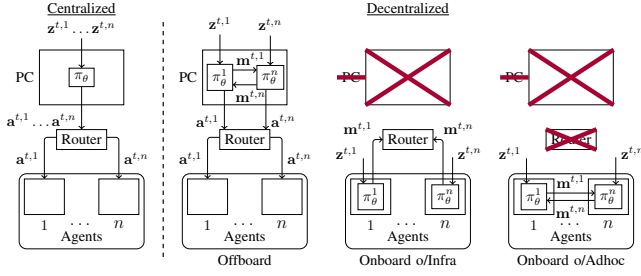 Centralized
Decentralized
z^{t,1} ... z^{t,n}
PC
π_θ
a^{t,1} ... a^{t,n}
Router
a^{t,1}
a^{t,n}
1 ... n
Agents
z^{t,1}
z^{t,n}
PC
π_θ^1
m^{t,1}
π_θ^n
m^{t,n}
a^{t,1}
a^{t,n}
Router
a^{t,1}
a^{t,n}
1 ... n
Agents
Offboard
PC
m^{t,1}
Router
m^{t,n}
z^{t,1}
z^{t,n}
π_θ^1
π_θ^n
1 ... n
Agents
Onboard o/Infra
PC
Router
z^{t,1}
z^{t,n}
π_θ^1
m^{t,1}
π_θ^n
m^{t,n}
1 ... n
Agents
Onboard o/Adhoc